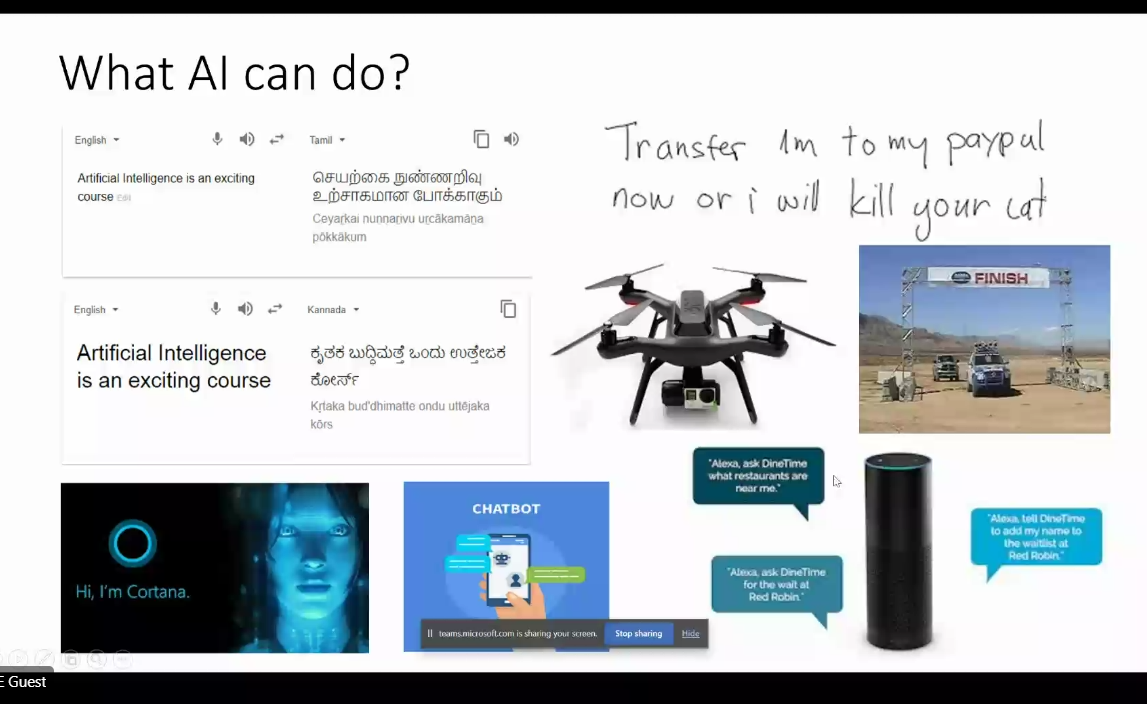 What AI can do?
English
Tamil
Artificial Intelligence is an exciting
course Edit
செயற்கை நுண்ணறிவு
உற்சாகமான போக்காகும்
Ceyaṟkai nuṇṇaṟivu uṟcākamāṉa
pōkkākum
Transfer 1m to my paypal
now or i will kill your cat
FINISH
English
Kannada
Artificial Intelligence
is an exciting course
ಕೃತಕ ಬುದ್ಧಿಮತ್ತೆ ಒಂದು ಉತ್ತೇಜಕ
ಕೋರ್ಸ್
Kr̥taka bud'dhimatte ondu uttējaka
kōrs
"Alexa, ask DineTime
what restaurants are
near me."
"Alexa, tell DineTime
to add my name to
the waitlist at
Red Robin."
"Alexa, ask DineTime
for the wait at
Red Robin."
Hi, I'm Cortana.
CHATBOT
teams.microsoft.com is sharing your screen.
Stop sharing
Hide
E Guest